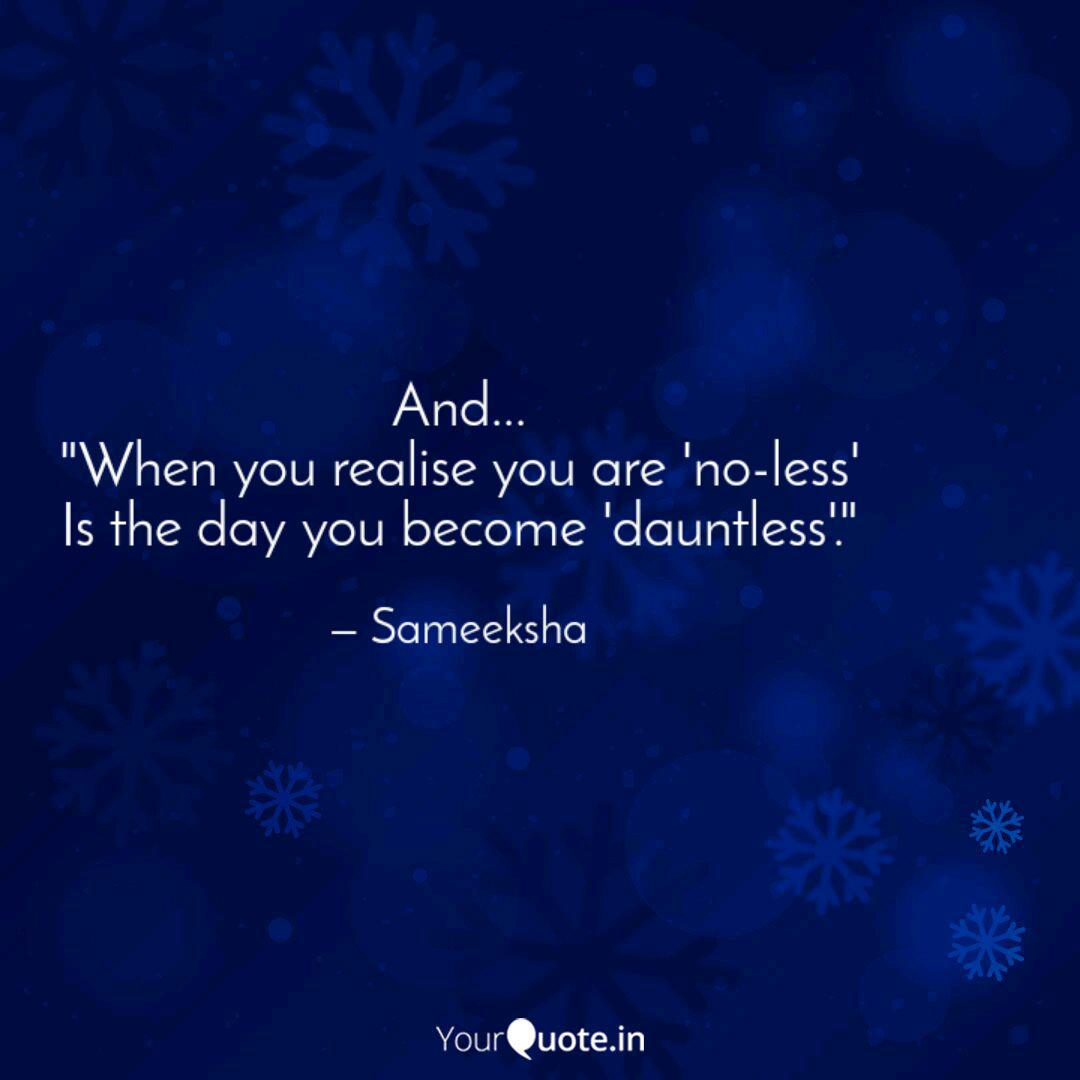 And...
"When you realise you are 'no-less'
Is the day you become 'dauntless'."
– Sameeksha
YourQuote.in